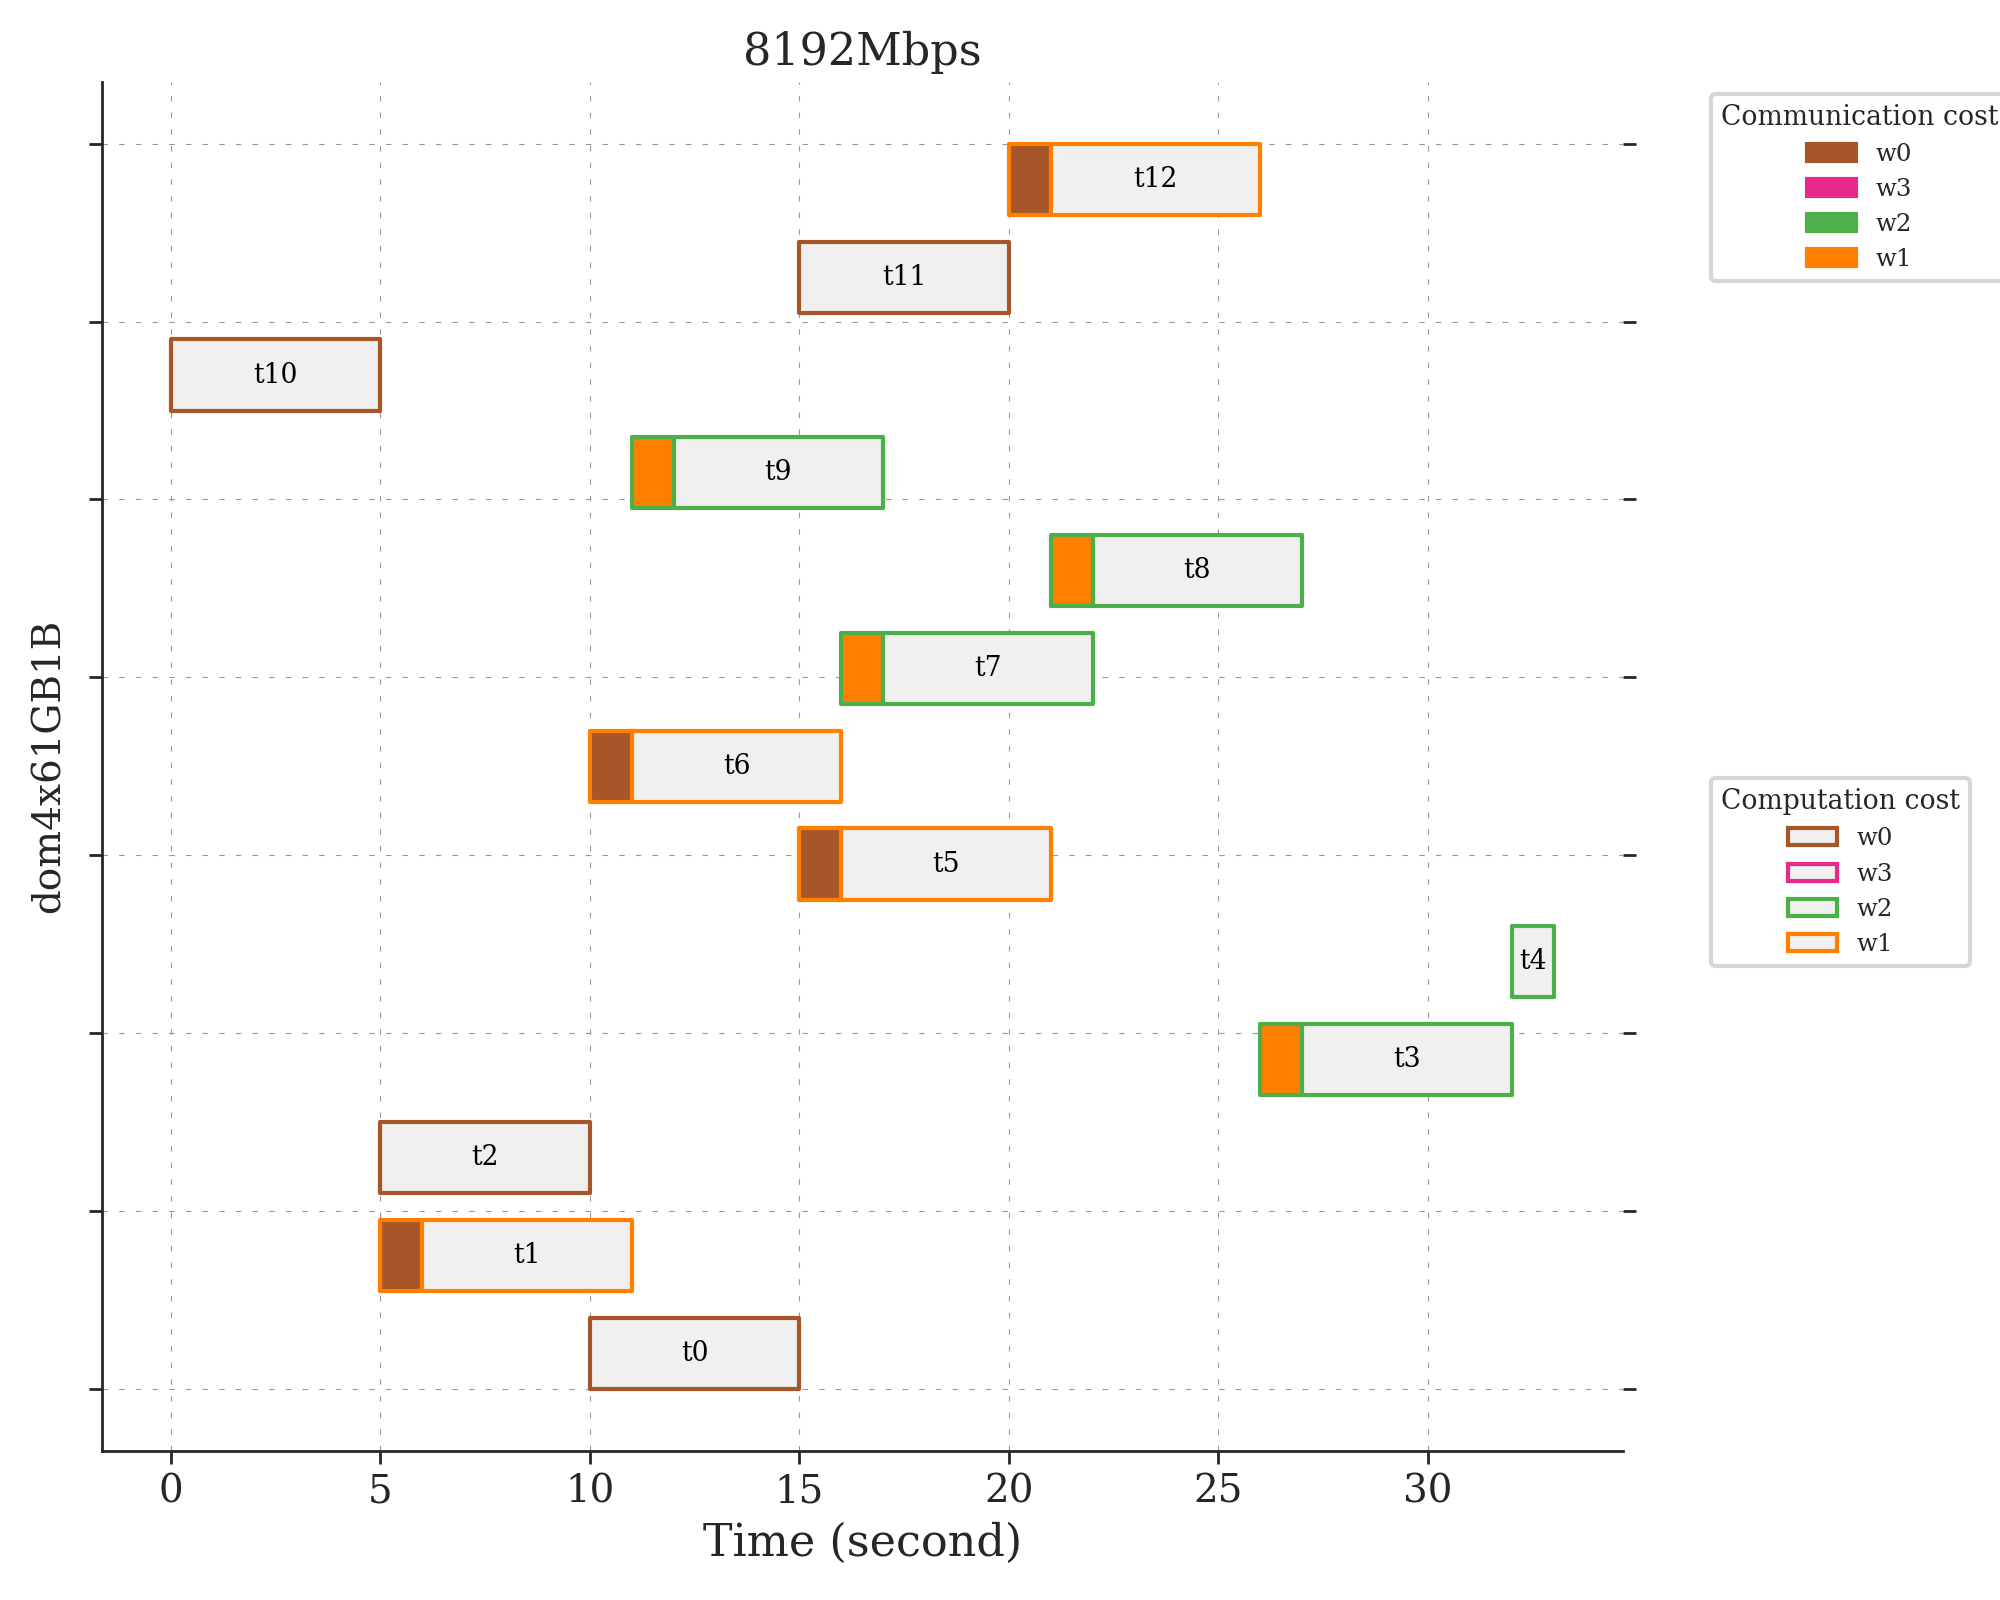 8192Mbps
Communication cost
w0
w3
w2
w1
t12
t11
t10
t9
t8
t7
t6
t5
t4
t3
t2
t1
t0
dom4x61GB1B
Computation cost
w0
w3
w2
w1
0 5 10 15 20 25 30
Time (second)